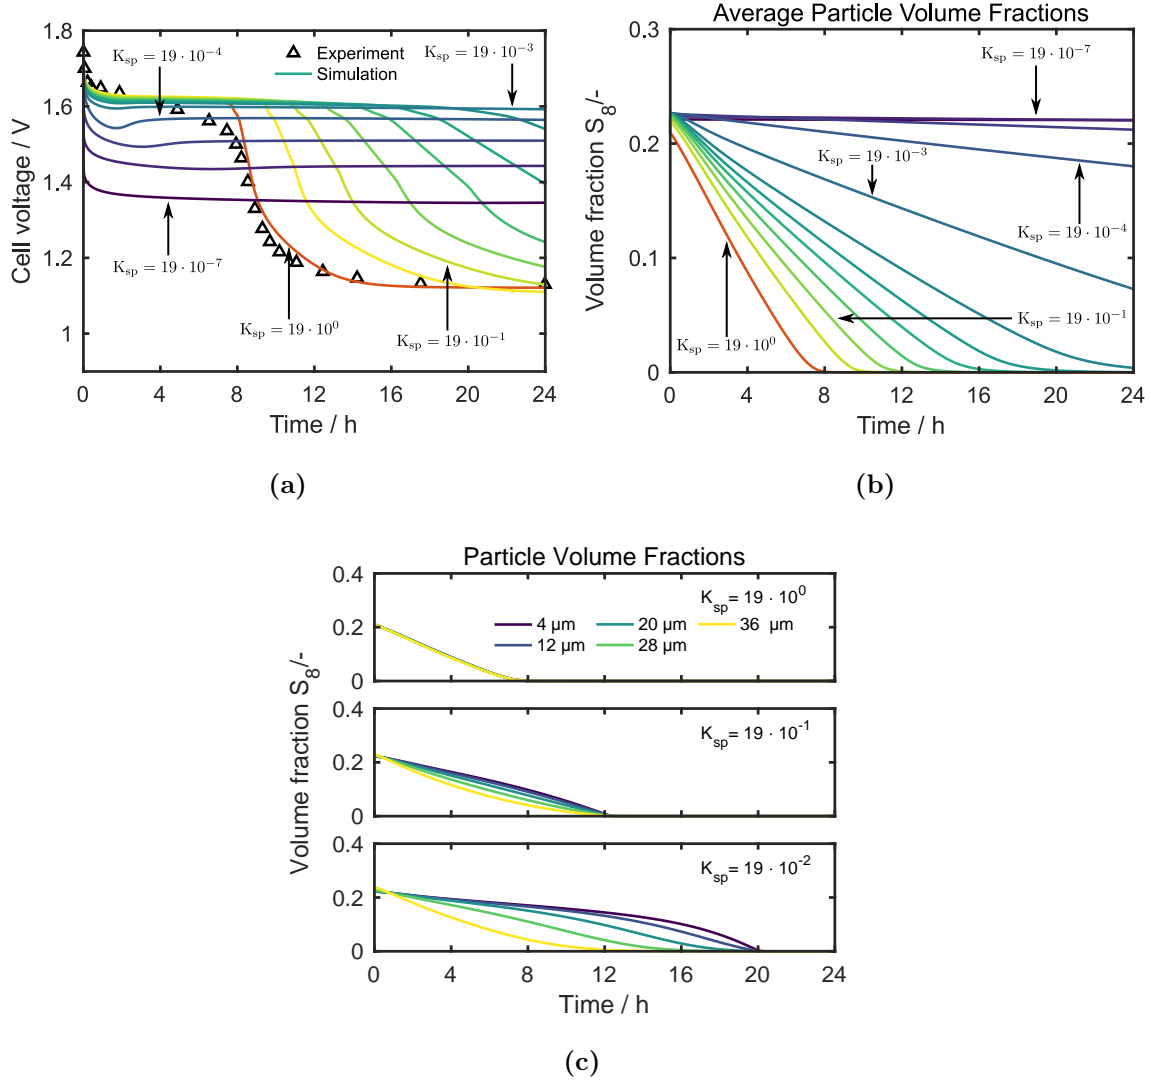 1.8
1.6
1.4
1.2
1
0
4
8
12
16
20
24
Cell voltage / V
Time / h
Experiment
Simulation
K_sp = 19 · 10^-4
K_sp = 19 · 10^-3
K_sp = 19 · 10^-7
K_sp = 19 · 10^0
K_sp = 19 · 10^-1
(a)
Average Particle Volume Fractions
0.3
0.2
0.1
0
0
4
8
12
16
20
24
Volume fraction S_8/-
Time / h
K_sp = 19 · 10^-7
K_sp = 19 · 10^-3
K_sp = 19 · 10^-4
K_sp = 19 · 10^-1
K_sp = 19 · 10^0
(b)
Particle Volume Fractions
0.4
0.2
0
K_sp= 19 · 10^0
4 µm
20 µm
36 µm
12 µm
28 µm
0.4
0.2
0
K_sp= 19 · 10^-1
0.4
0.2
0
K_sp= 19 · 10^-2
0
4
8
12
16
20
24
Volume fraction S_8/-
Time / h
(c)